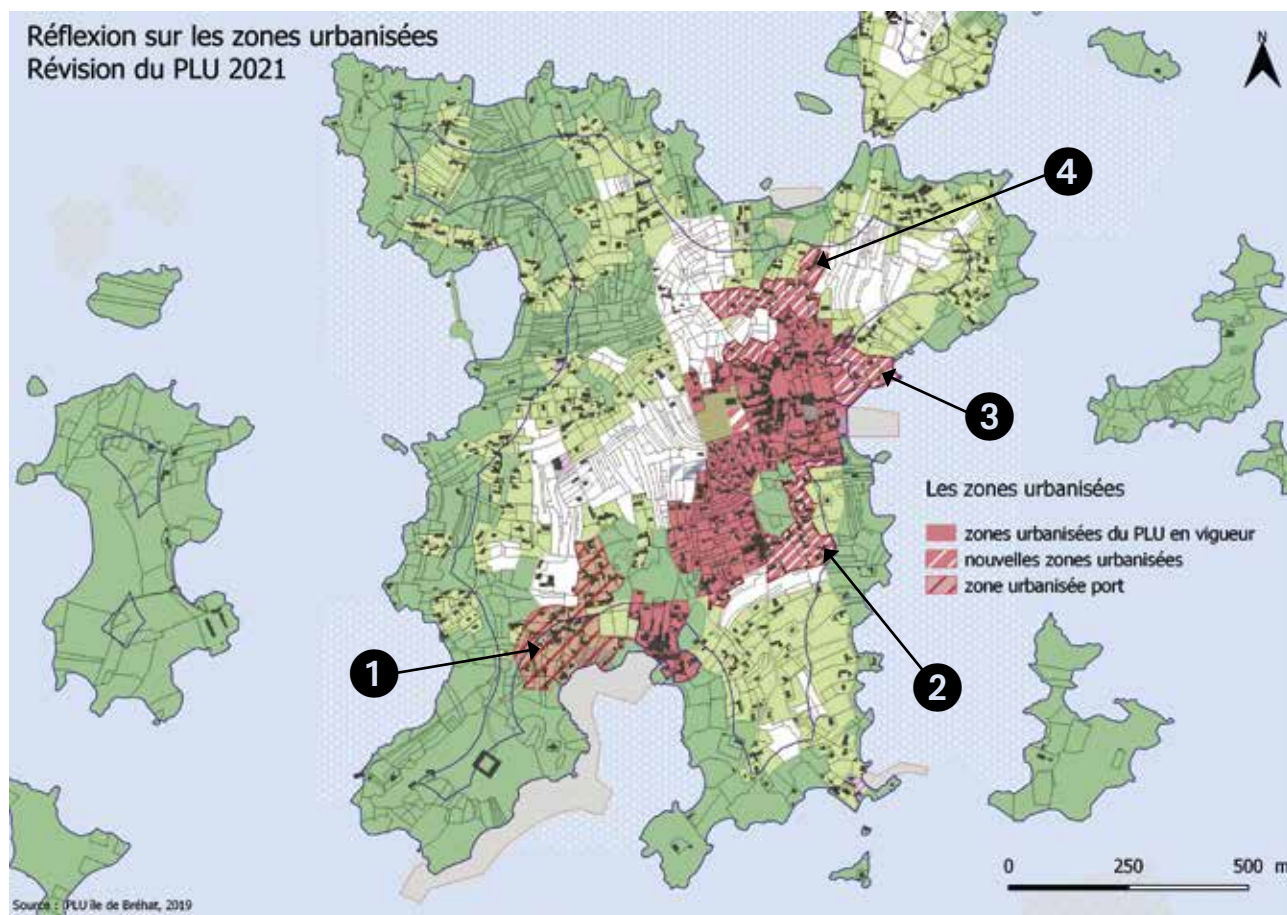 Réflexion sur les zones urbanisées
Révision du PLU 2021
N
4
3
Les zones urbanisées
zones urbanisées du PLU en vigueur
nouvelles zones urbanisées
zone urbanisée port
1
2
0 250 500 m
Source : PLU île de Bréhat, 2019